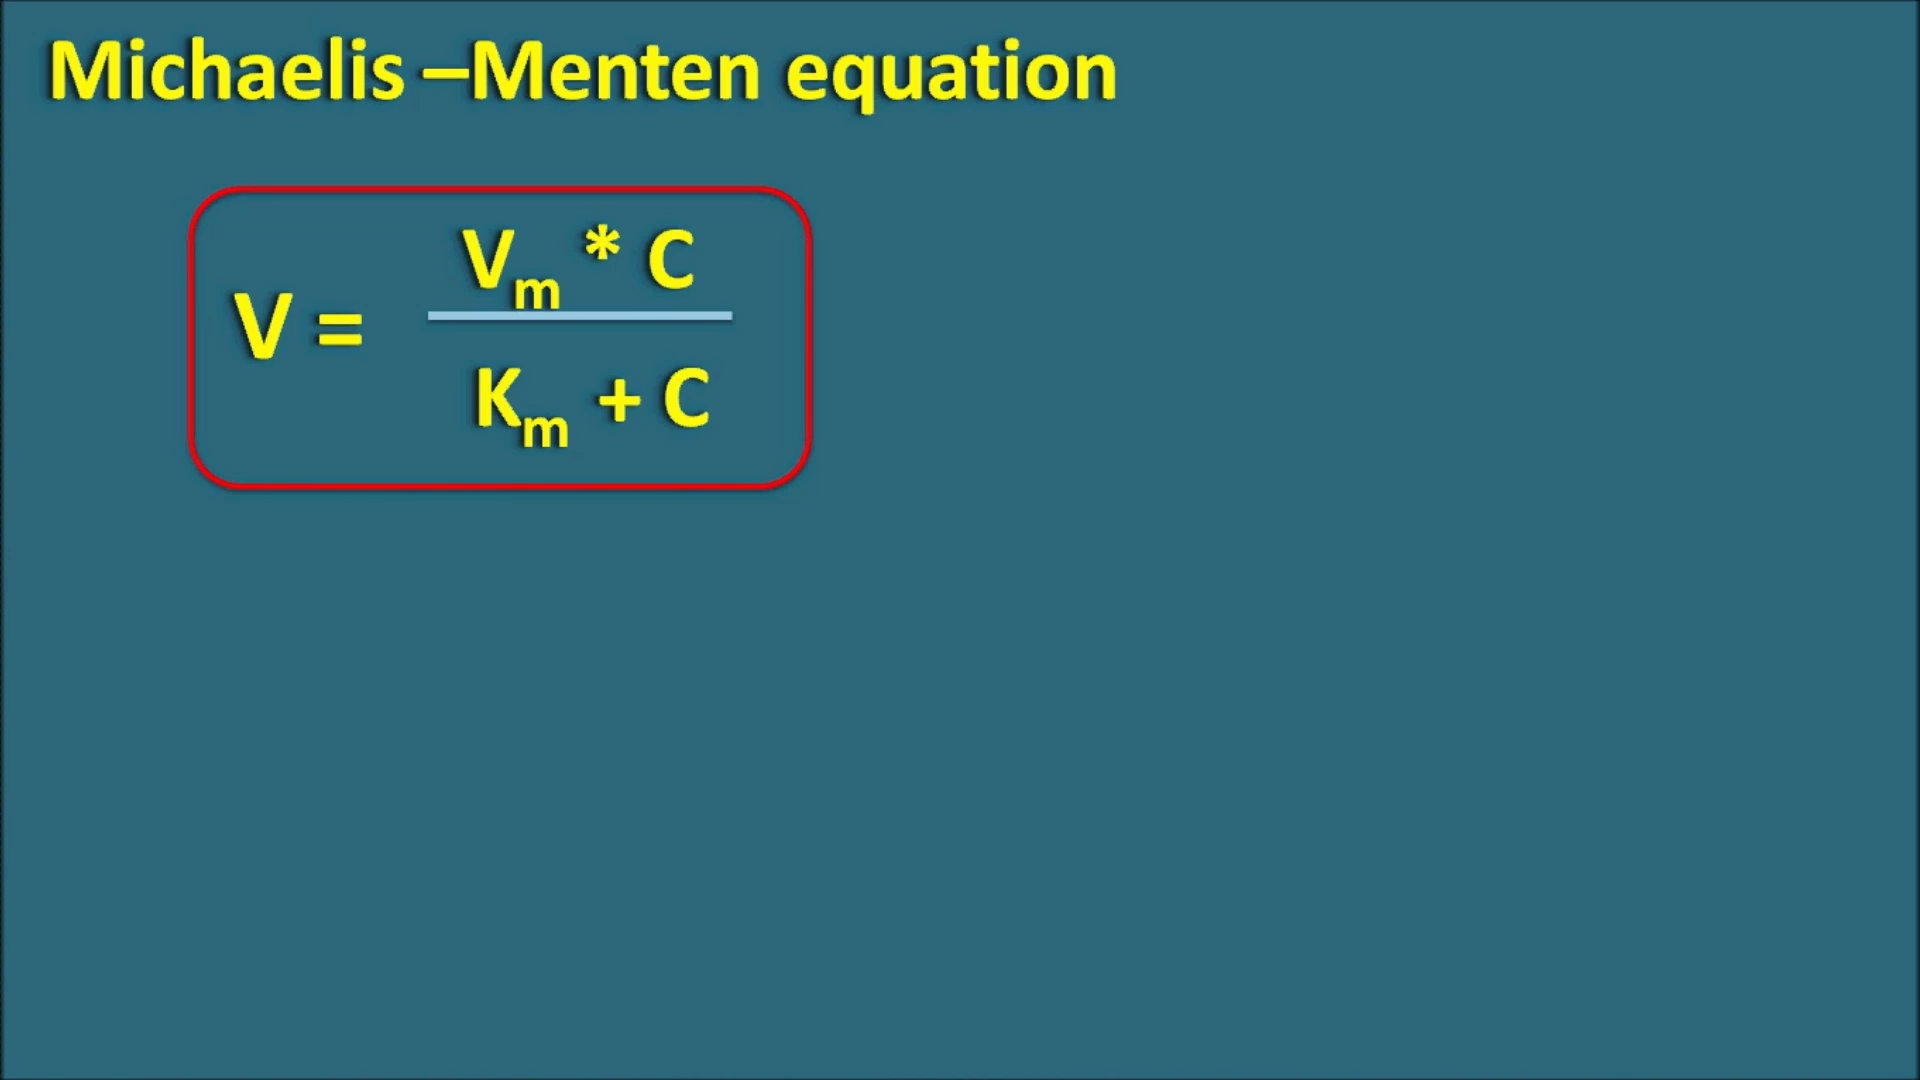 Michaelis –Menten equation
Vm * C
V =
Km + C